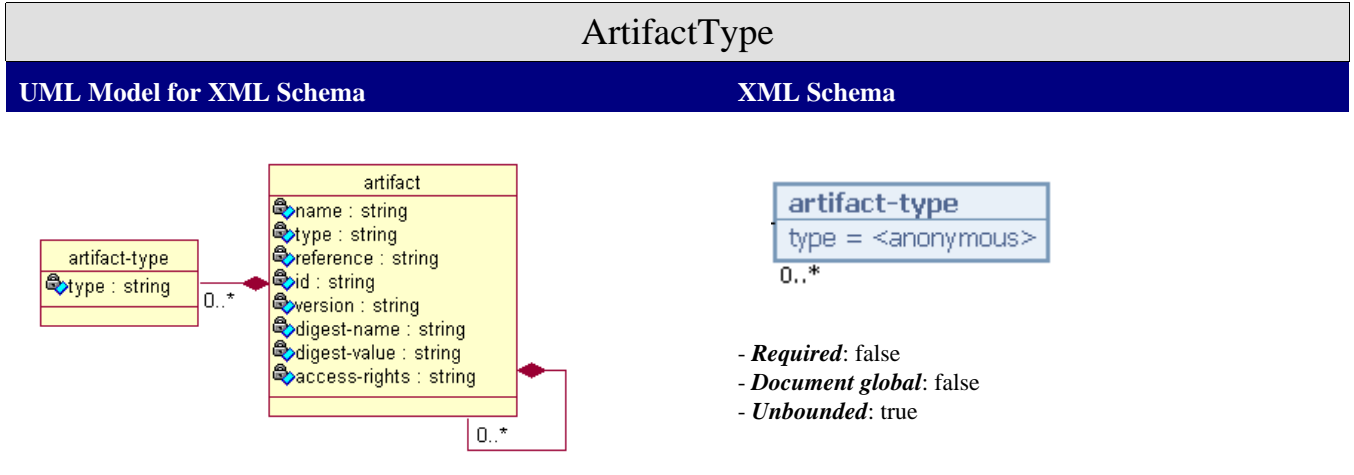 ArtifactType
UML Model for XML Schema
XML Schema
artifact
name : string
type : string
reference : string
id : string
version : string
digest-name : string
digest-value : string
access-rights : string
artifact-type
type : string
0..*
0..*
artifact-type
type = <anonymous>
0..*
- Required: false
- Document global: false
- Unbounded: true